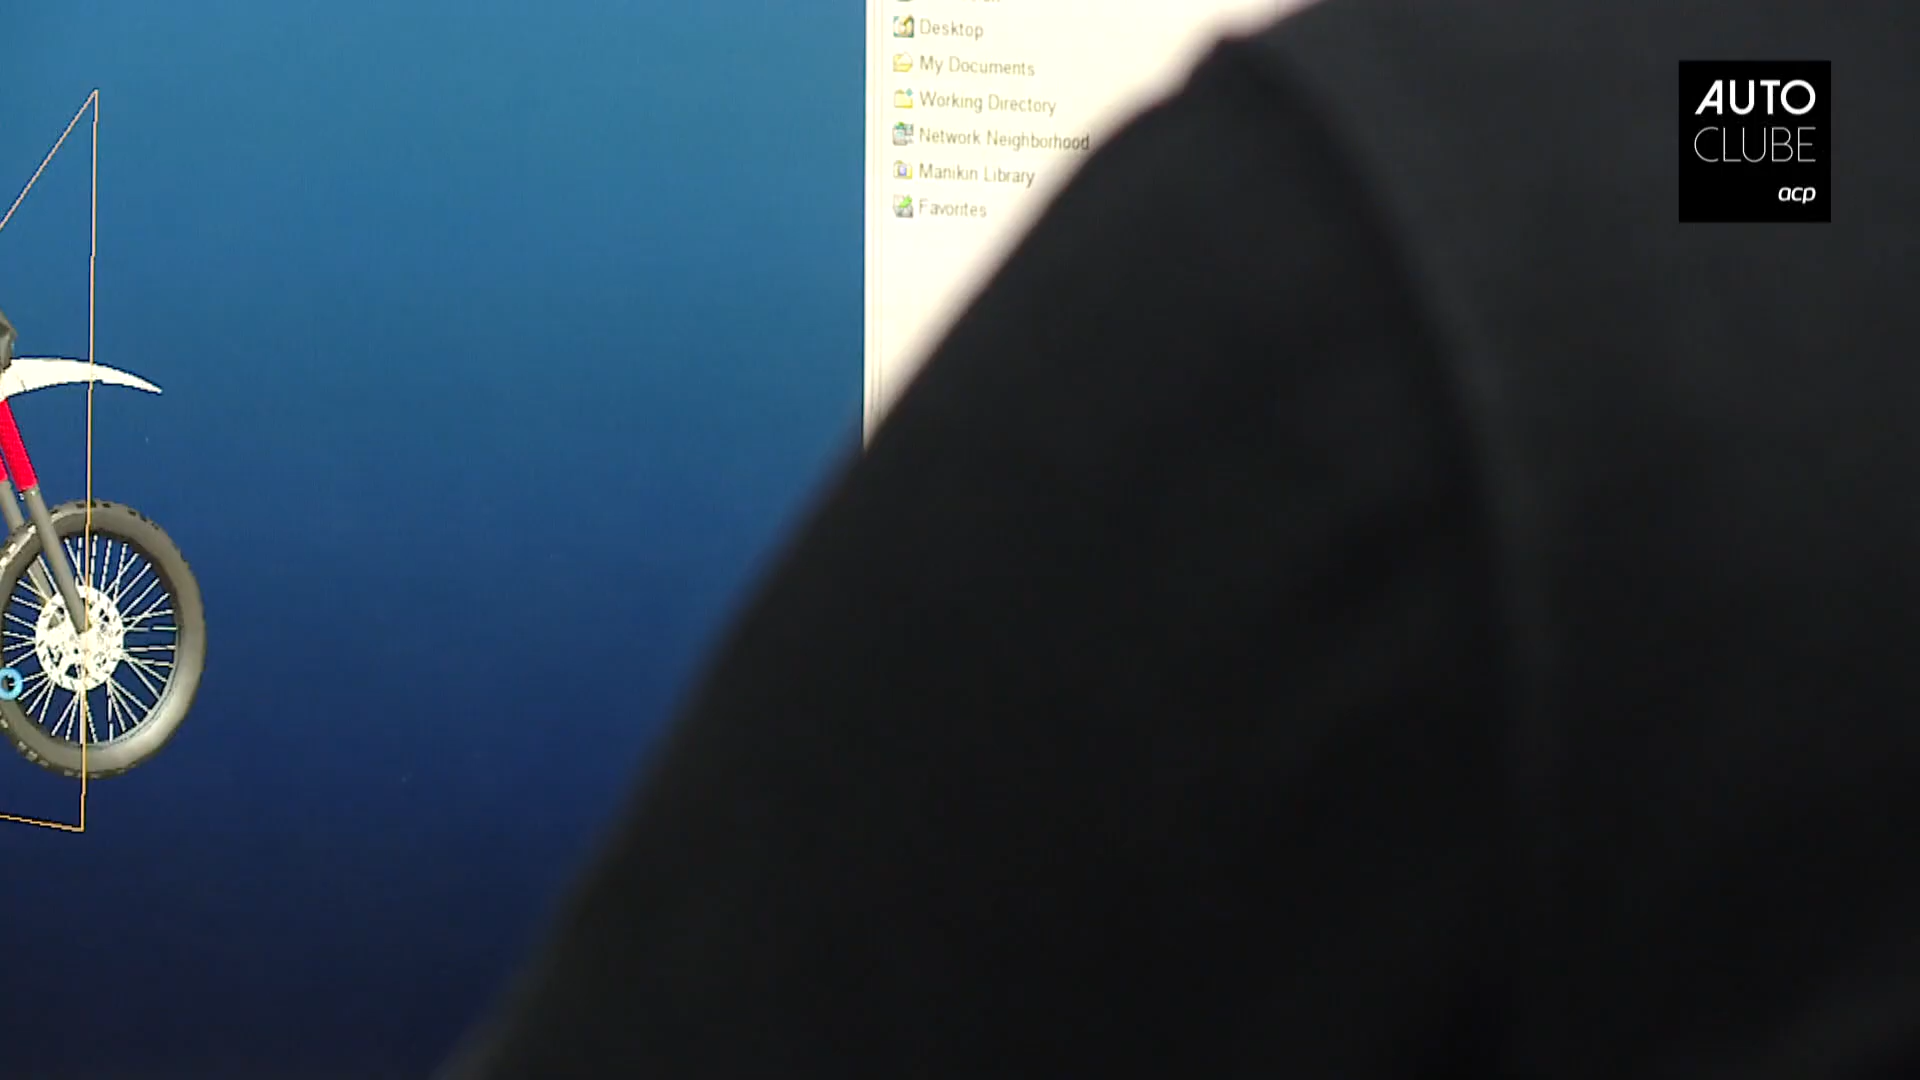 Desktop
My Documents
Working Directory
Network Neighborhood
Manikin Library
Favorites
AUTO
CLUBE
acp